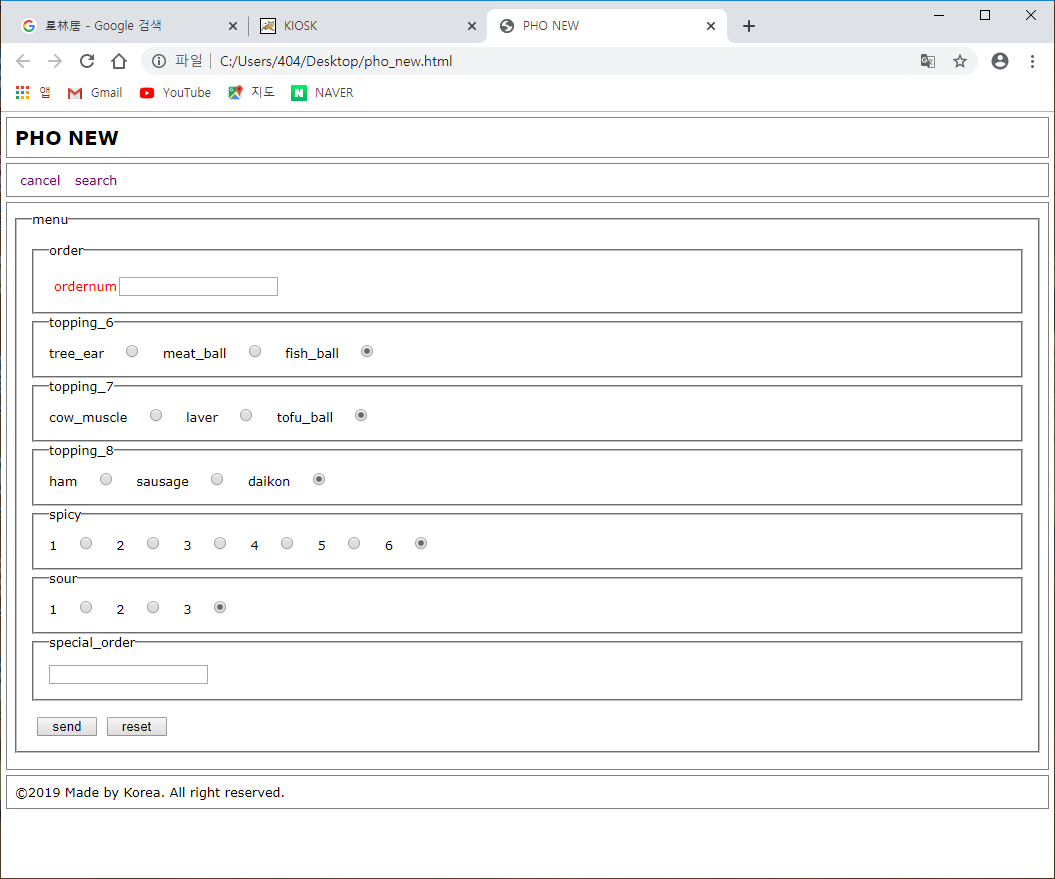 黑林居 - Google 검색
KIOSK
PHO NEW
파일 C:/Users/404/Desktop/pho_new.html
앱 Gmail YouTube 지도 NAVER
PHO NEW
cancel search
menu
order
ordernum
topping_6
tree_ear meat_ball fish_ball
topping_7
cow_muscle laver tofu_ball
topping_8
ham sausage daikon
spicy
1 2 3 4 5 6
sour
1 2 3
special_order
send reset
©2019 Made by Korea. All right reserved.